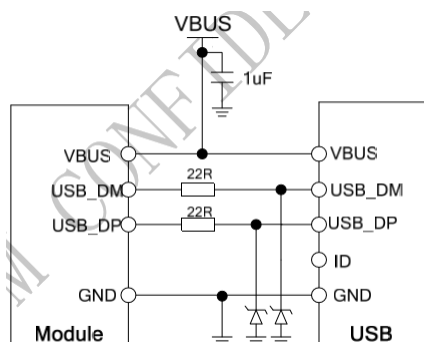 VBUS
1uF
VBUS VBUS
USB_DM 22R USB_DM
USB_DP 22R USB_DP
ID
GND GND
Module USB